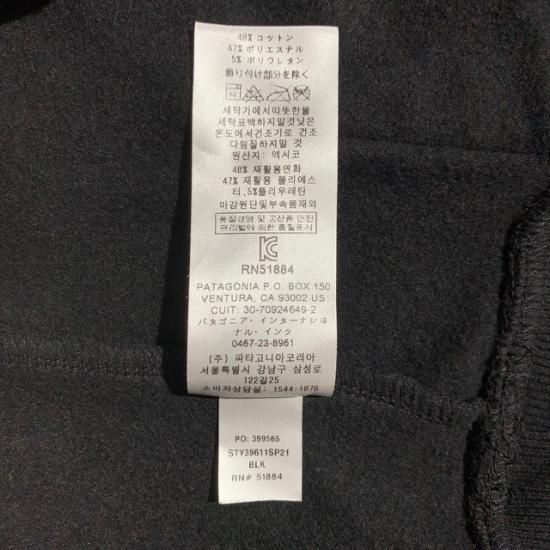 48% コットン
47% ポリエステル
5% ポリウレタン
飾り付け部分を除く
세탁기에서따뜻한물
세탁표백하지말것낮은
온도에서건조기로 건조
다림질하지말 것
원산지: 엑시코
48% 재활용면화
47% 재활용 폴리에스
터, 5%폴리우레탄
마감원단및부속품제외
품질경영 및 공산품 안전
관리법에 의한 품질표시
RN51884
PATAGONIA P.O. BOX 150
VENTURA, CA 93002 US
CUIT: 30-70924649-2
パタゴニア・インターナショ
ナル・インク
0467-23-8961
(주) 파타고니아코리아
서울특별시 강남구 삼성로
122길25
소비자상담실: 1544-1876
PO: 399565
STY39611SP21
BLK
RN# 51884